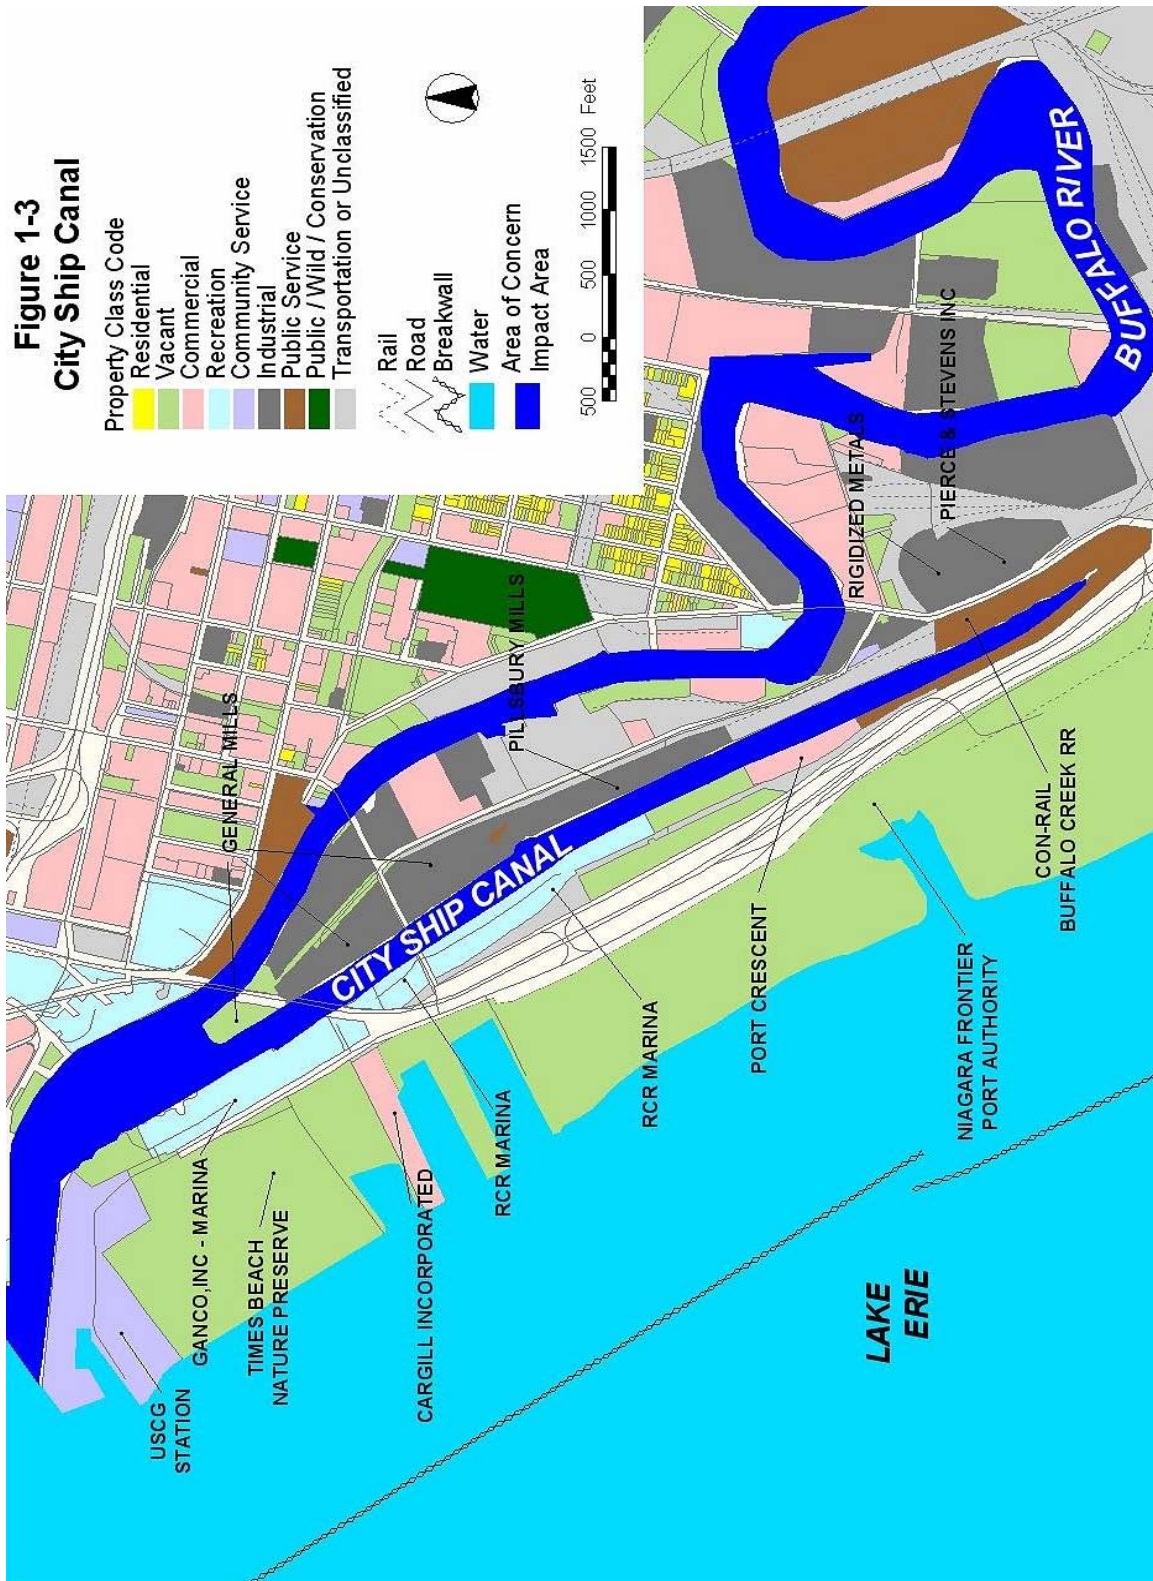 Figure 1-3
City Ship Canal
Property Class Code
Residential
Vacant
Commercial
Recreation
Community Service
Industrial
Public Service
Public / Wild / Conservation
Transportation or Unclassified
Rail
Road
Breakwall
Water
Area of Concern
Impact Area
500 0 500 1000 1500 Feet
GENERAL MILLS
PILLSBURY MILLS
RIGIDIZED METALS
PIERCE & STEVENS INC
BUFFALO RIVER
CITY SHIP CANAL
USCG
STATION
GANCO,INC - MARINA
TIMES BEACH
NATURE PRESERVE
CARGILL INCORPORATED
RCR MARINA
RCR MARINA
PORT CRESCENT
NIAGARA FRONTIER
PORT AUTHORITY
CON-RAIL
BUFFALO CREEK RR
LAKE
ERIE